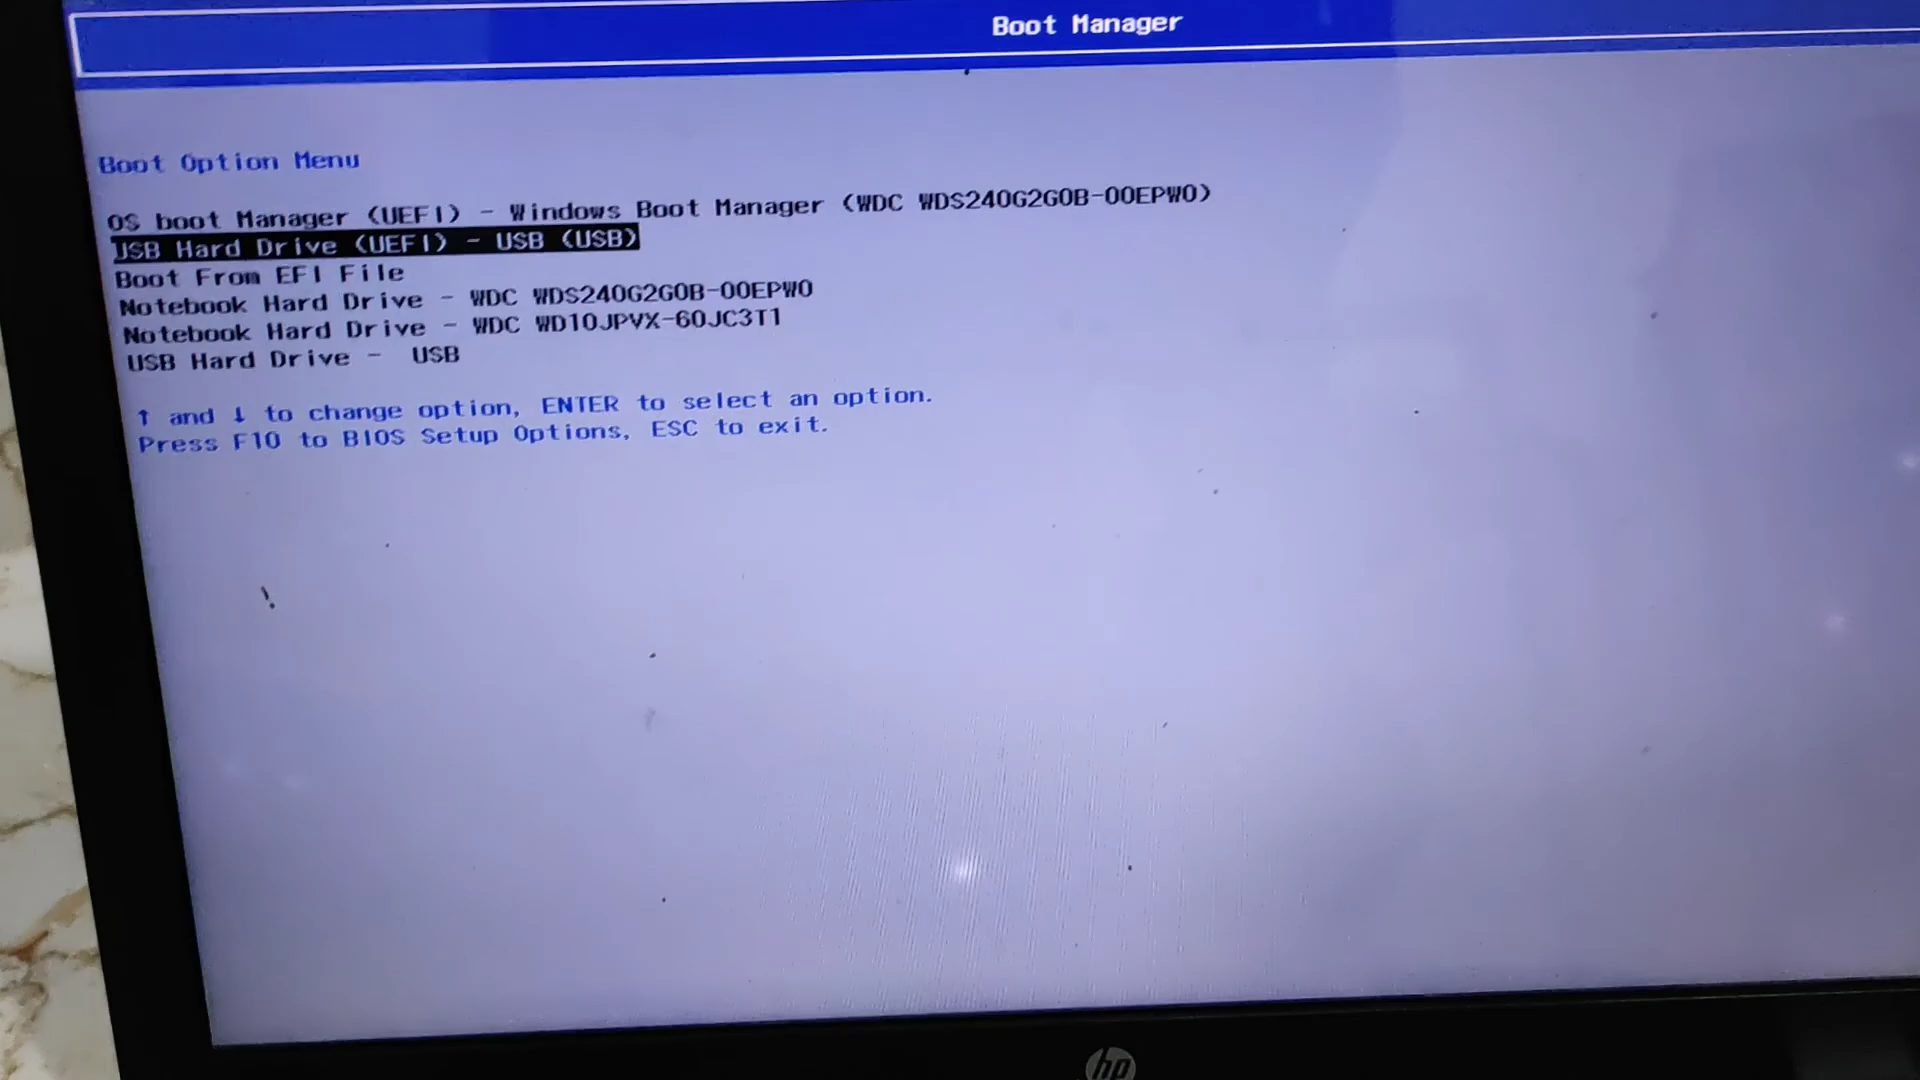 Boot Manager
Boot Option Menu
OS boot Manager (UEFI) - Windows Boot Manager (WDC WDS240G2G0B-00EPW0)
USB Hard Drive (UEFI) - USB (USB)
Boot From EFI File
Notebook Hard Drive - WDC WDS240G2G0B-00EPW0
Notebook Hard Drive - WDC WD10JPVX-60JC3T1
USB Hard Drive - USB
↑ and ↓ to change option, ENTER to select an option.
Press F10 to BIOS Setup Options, ESC to exit.
hp